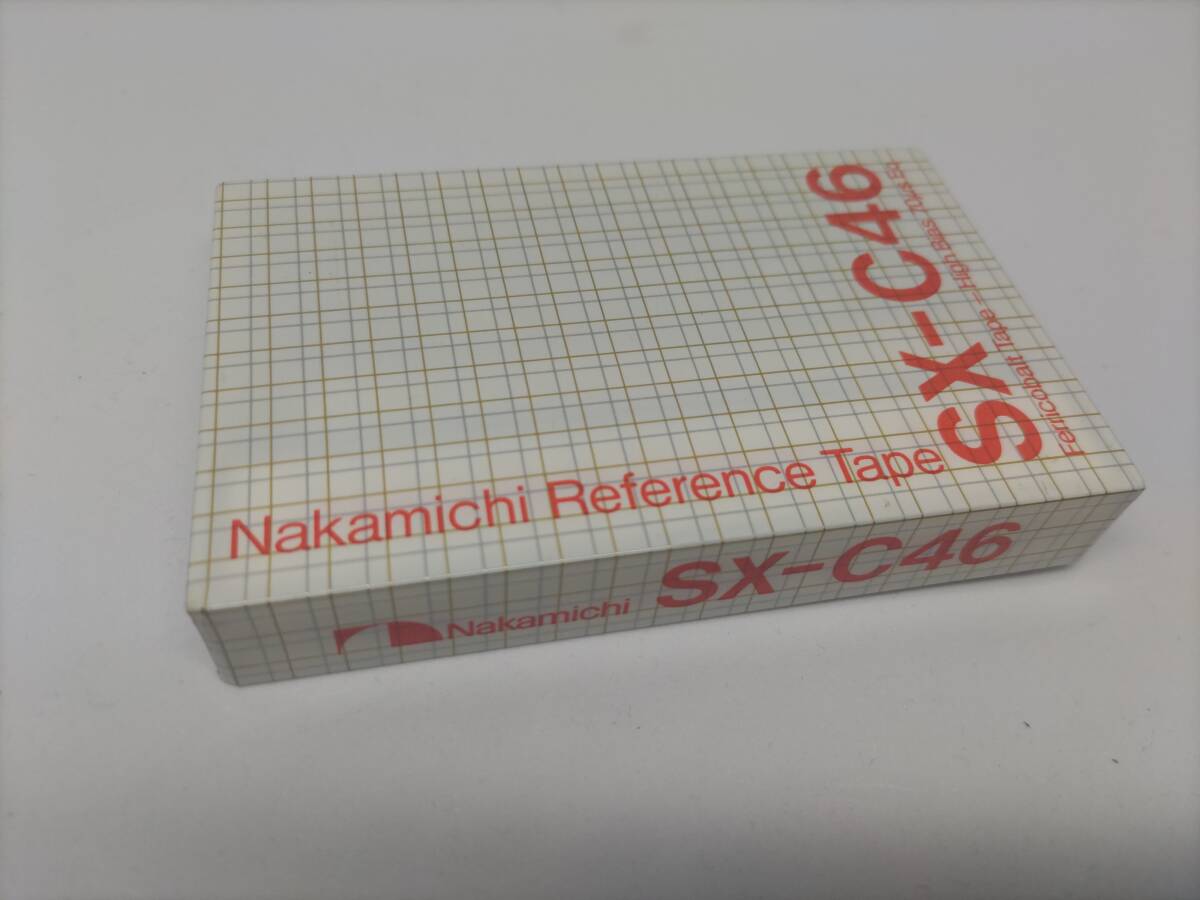 Nakamichi Reference Tape
SX-C46
Ferricobalt Tape - High Bias 70μs Eq.
Nakamichi SX-C46